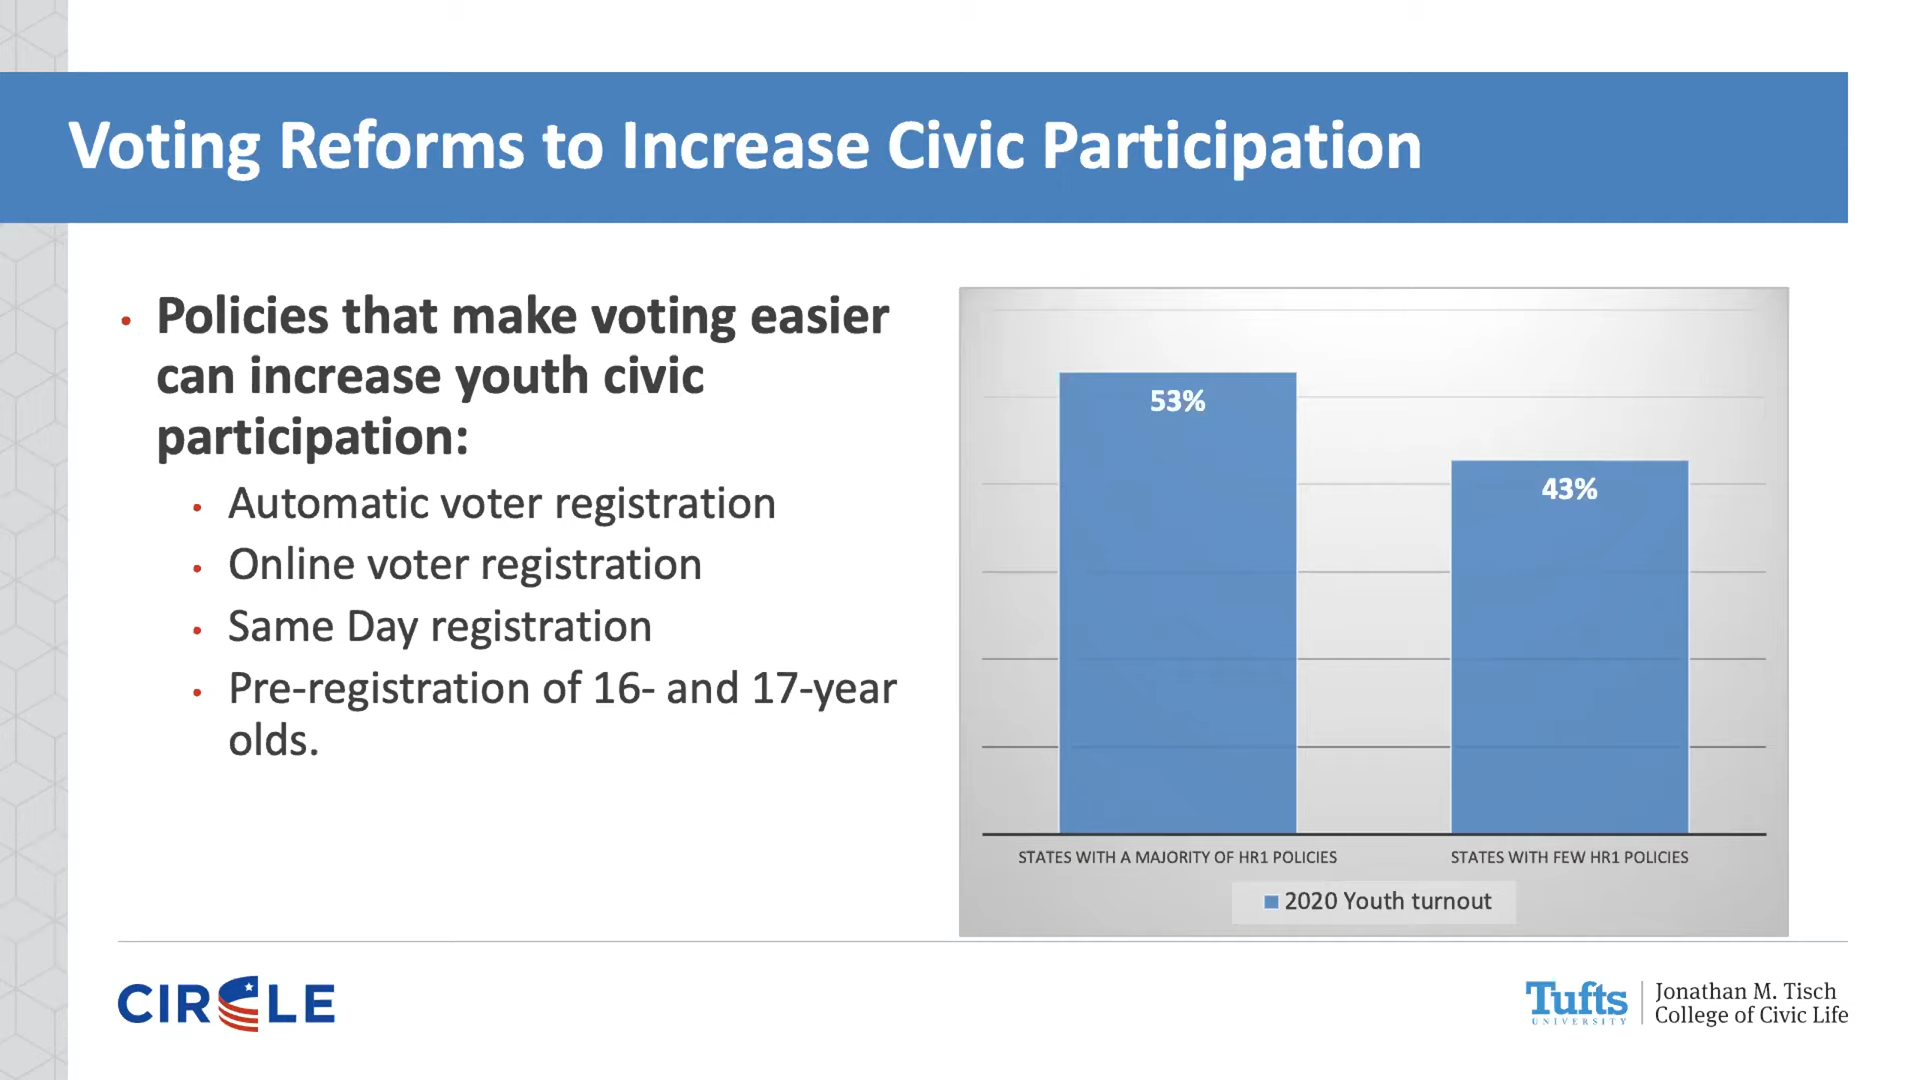 Voting Reforms to Increase Civic Participation
• Policies that make voting easier
can increase youth civic
participation:
• Automatic voter registration
• Online voter registration
• Same Day registration
• Pre-registration of 16- and 17-year
olds.
53%
43%
STATES WITH A MAJORITY OF HR1 POLICIES
STATES WITH FEW HR1 POLICIES
2020 Youth turnout
CIRCLE
Tufts
UNIVERSITY
Jonathan M. Tisch
College of Civic Life